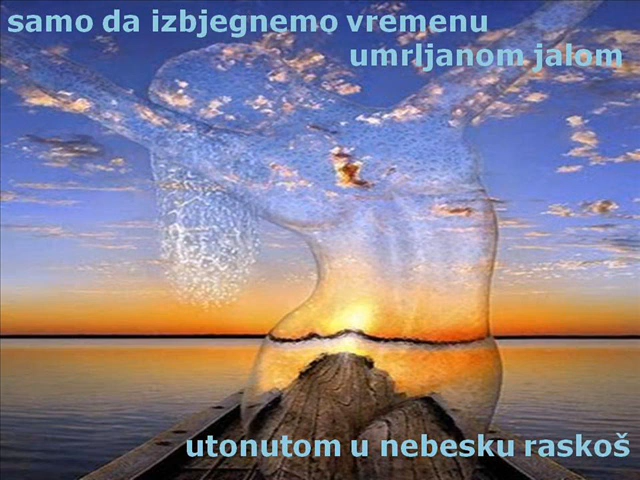 samo da izbjegnemo vremenu
umrljanom jalom
utonutom u nebesku raskoš